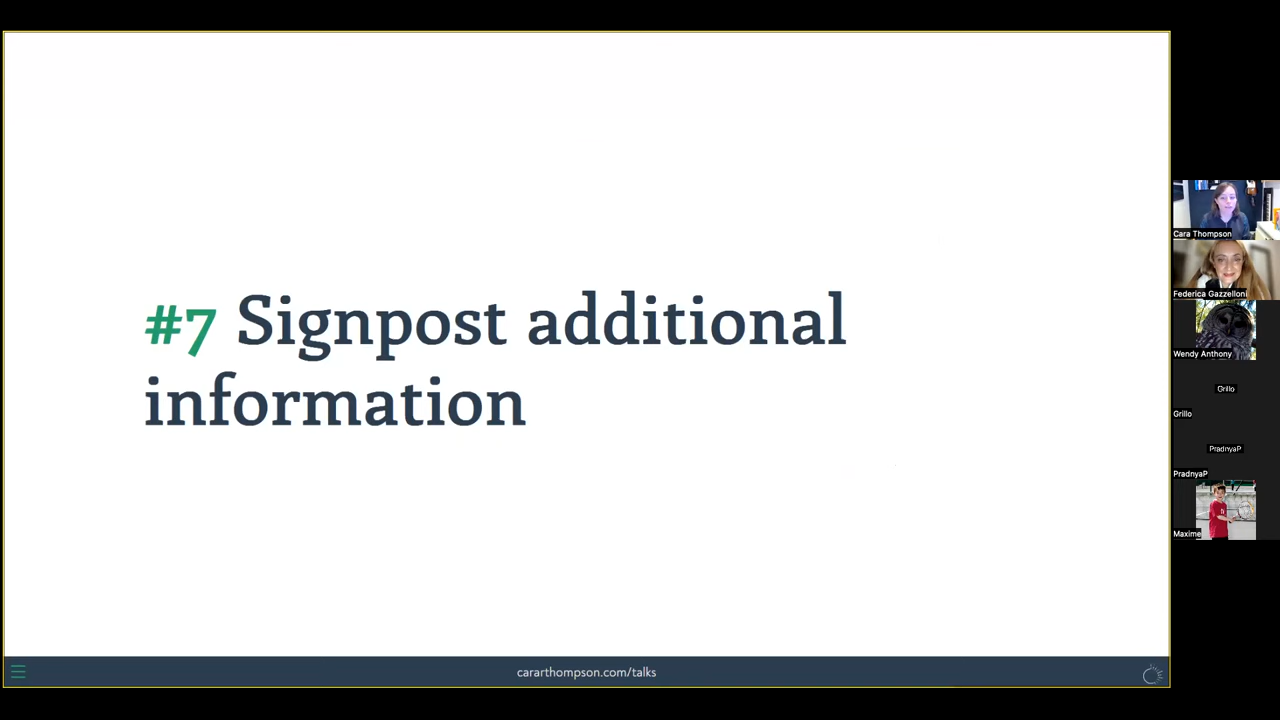 #7 Signpost additional
information
cararthompson.com/talks
Cara Thompson
Federica Gazzelloni
Wendy Anthony
Grillo
Grillo
PradnyaP
PradnyaP
Maxime